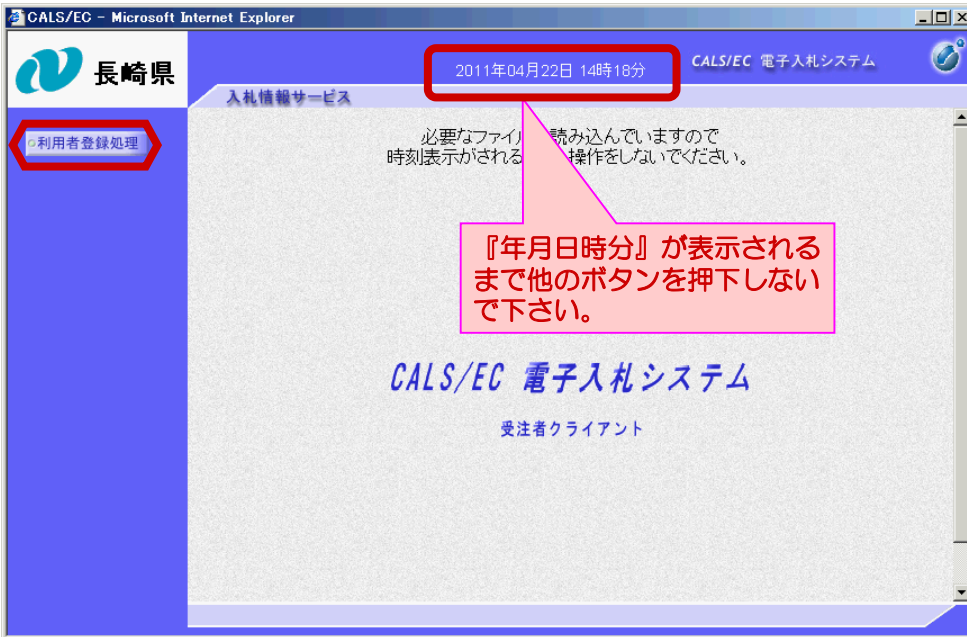 CALS/EC - Microsoft Internet Explorer
長崎県
2011年04月22日 14時18分
CALS/EC 電子入札システム
入札情報サービス
利用者登録処理
必要なファイル 読み込んでいますので
時刻表示がされる 操作をしないでください。
『年月日時分』が表示される
まで他のボタンを押下しない
で下さい。
CALS/EC 電子入札システム
受注者クライアント